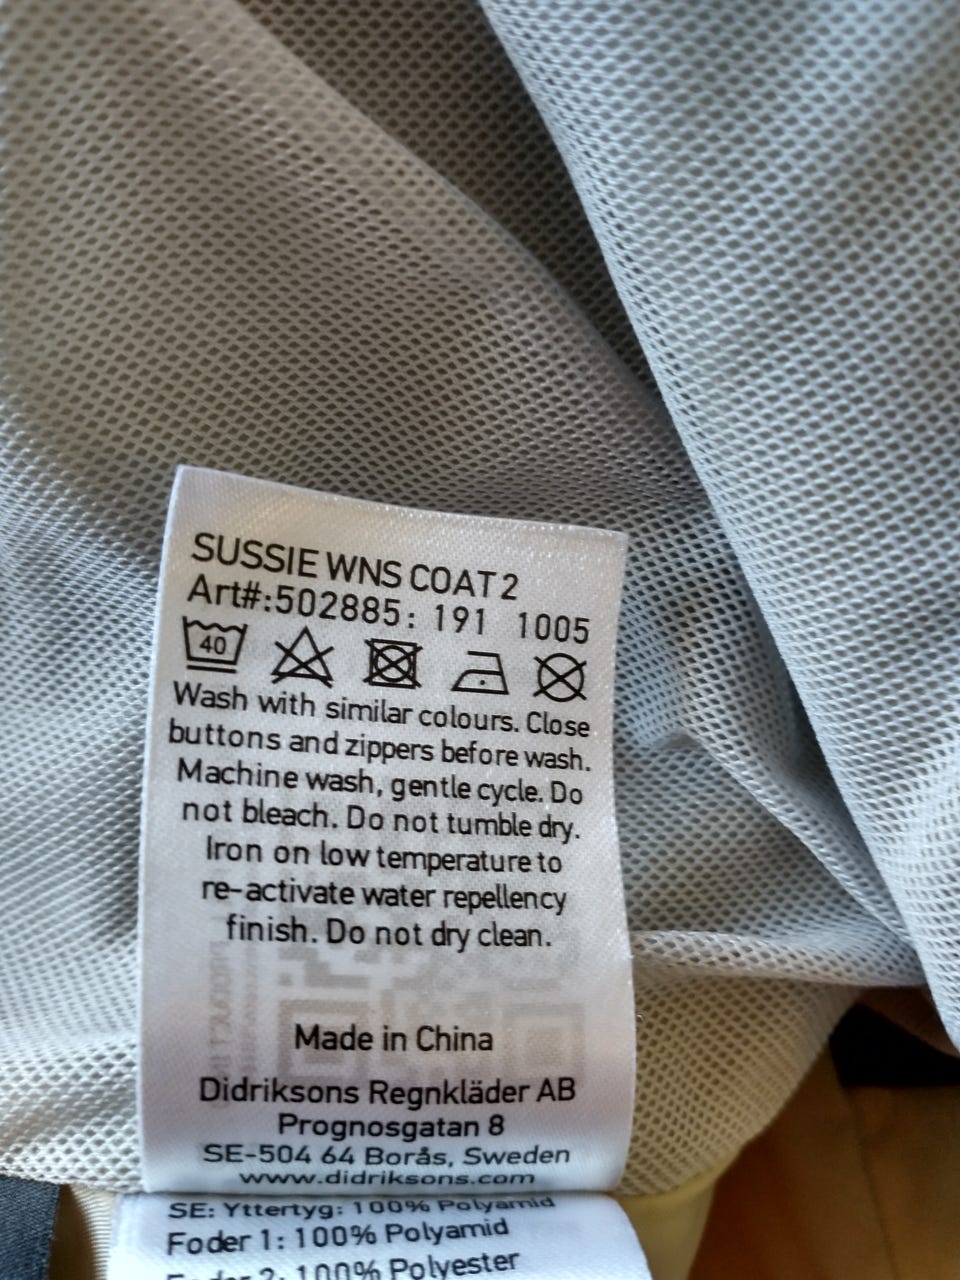 SUSSIE WNS COAT 2
Art#:502885: 191 1005
40
Wash with similar colours. Close
buttons and zippers before wash.
Machine wash, gentle cycle. Do
not bleach. Do not tumble dry.
Iron on low temperature to
re-activate water repellency
finish. Do not dry clean.
Made in China
Didriksons Regnkläder AB
Prognosgatan 8
SE-504 64 Borås, Sweden
www.didriksons.com
SE: Yttertyg: 100% Polyamid
Foder 1: 100% Polyamid
Foder 2: 100% Polyester